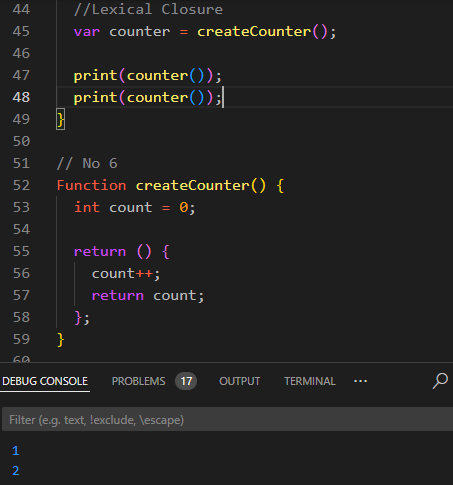 44 //Lexical Closure
45 var counter = createCounter();
46
47 print(counter());
48 print(counter());
49 }
50
51 // No 6
52 Function createCounter() {
53 int count = 0;
54
55 return () {
56 count++;
57 return count;
58 };
59 }
60
DEBUG CONSOLE PROBLEMS 17 OUTPUT TERMINAL ···
Filter (e.g. text, !exclude, \escape)
1
2